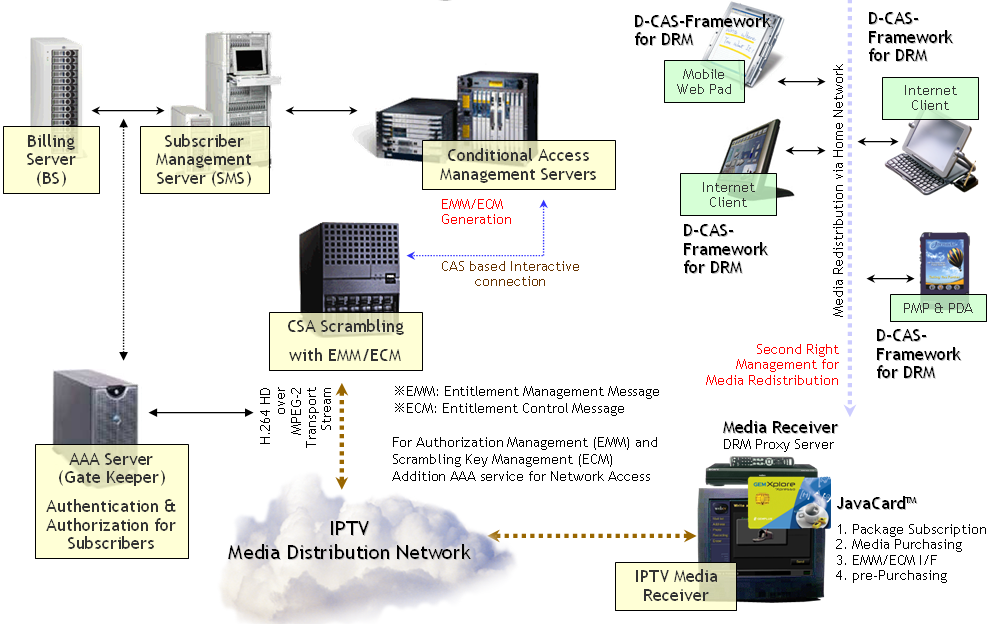 D-CAS-Framework
for DRM
Mobile
Web Pad
D-CAS-
Framework
for DRM
Internet
Client
Internet
Client
D-CAS-
Framework
for DRM
Media Redistribution via Home Network
PMP & PDA
D-CAS-
Framework
for DRM
Billing
Server
(BS)
Subscriber
Management
Server (SMS)
Conditional Access
Management Servers
EMM/ECM
Generation
CAS based Interactive
connection
CSA Scrambling
with EMM/ECM
Second Right
Management for
Media Redistribution
H.264 HD
over
MPEG-2
Transport
Stream
※EMM: Entitlement Management Message
※ECM: Entitlement Control Message
For Authorization Management (EMM) and
Scrambling Key Management (ECM)
Addition AAA service for Network Access
AAA Server
(Gate Keeper)
Authentication &
Authorization for
Subscribers
IPTV
Media Distribution Network
Media Receiver
DRM Proxy Server
GEMXplore
JavaCard™
1. Package Subscription
2. Media Purchasing
3. EMM/ECM I/F
4. pre-Purchasing
IPTV Media
Receiver